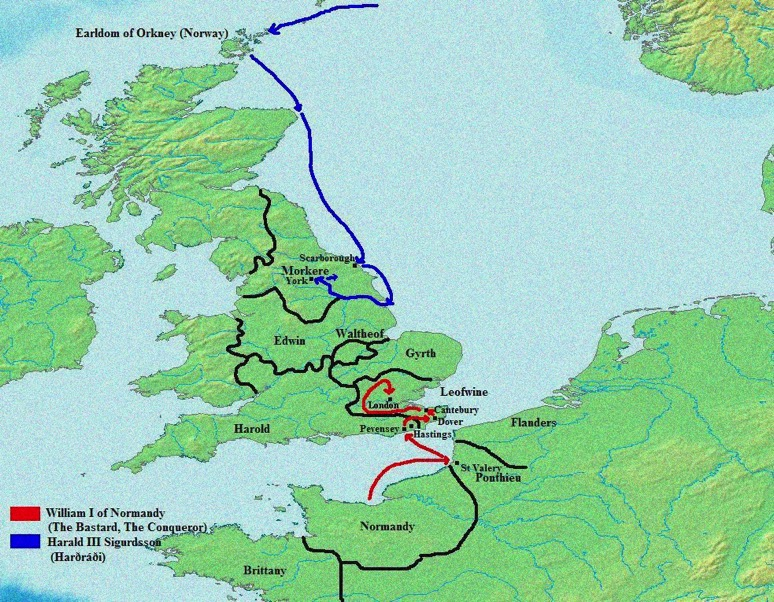 Earldom of Orkney (Norway)
Scarborough
Morkere
York
Edwin
Waltheof
Gyrth
Leofwine
London
Cantebury
Dover
Harold
Pevensey
Hastings
Flanders
St Valery
Ponthieu
William I of Normandy
(The Bastard, The Conqueror)
Normandy
Harald III Sigurdsson
(Harðráði)
Brittany